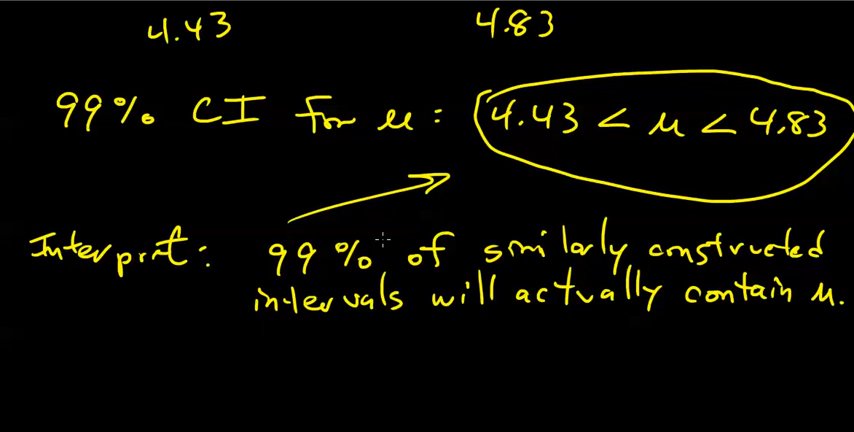 4.43 4.83
99% CI for μ: 4.43 < μ < 4.83
Interpret: 99% of similarly constructed
intervals will actually contain μ.